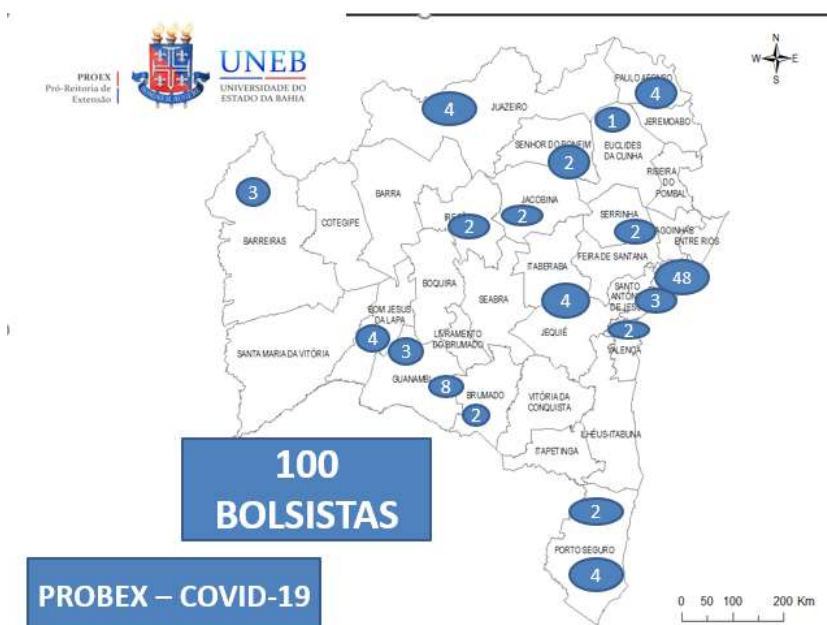 PROEX
Pró-Reitoria de
Extensão
UNEB
UNIVERSIDADE DO
ESTADO DA BAHIA
N
W
E
S
PAULO AFONSO
4
4
JUAZEIRO
1
JEREMOABO
SENHOR DO BONFIM
EUCLIDES
DA CUNHA
2
RIBEIRA
DO
POMBAL
3
BARRA
JACOBINA
COTEGIPE
2
SERRINHA
2
2
BARREIRAS
ENTRE RIOS
FEIRA DE SANTANA
ITABERABA
BOQUIRA
48
SEABRA
SANTO
4
3
BOM JESUS
DA LAPA
2
4
LIVRAMENTO
DO BRUMADO
JEQUIÉ
VALENÇA
SANTA MARIA DA VITÓRIA
3
GUANAMBI
8
BRUMADO
VITÓRIA DA
CONQUISTA
2
ILHÉUS-ITABUNA
ITAPETINGA
100
BOLSISTAS
2
PORTO SEGURO
4
PROBEX – COVID-19
0 50 100 200 Km